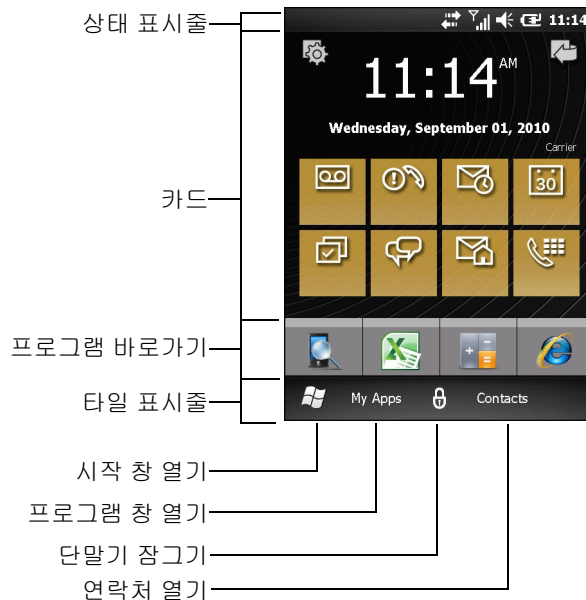 상태 표시줄
11:14
11:14 AM
Wednesday, September 01, 2010
Carrier
카드
30
프로그램 바로가기
타일 표시줄
My Apps
Contacts
시작 창 열기
프로그램 창 열기
단말기 잠그기
연락처 열기